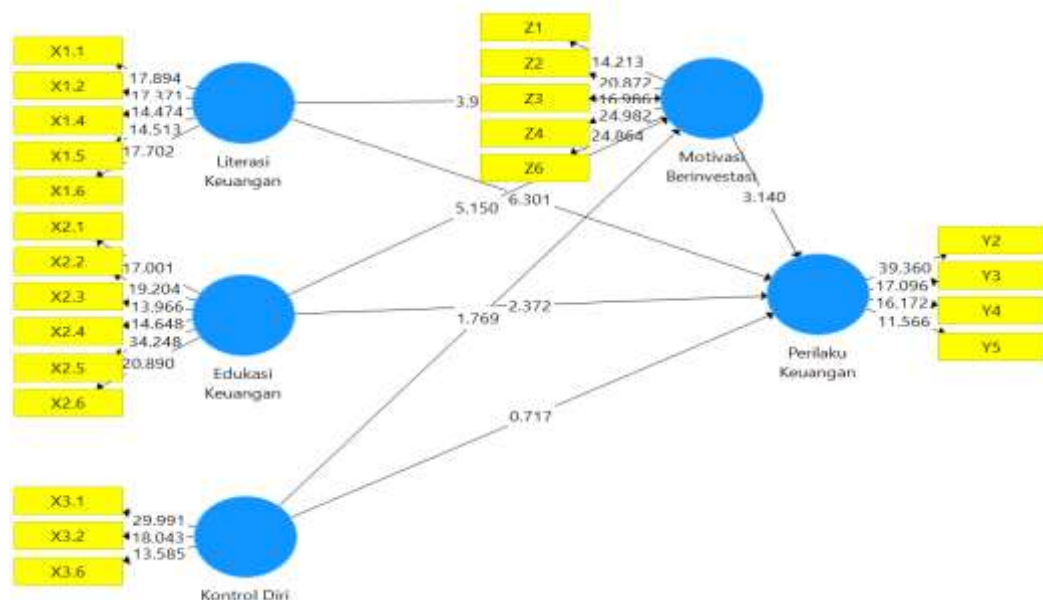 X1.1
X1.2
X1.4
X1.5
X1.6
17.894
17.371
14.474
14.513
17.702
Literasi
Keuangan
X2.1
X2.2
X2.3
X2.4
X2.5
X2.6
17.001
19.204
13.966
14.648
34.248
20.890
Edukasi
Keuangan
X3.1
X3.2
X3.6
29.991
18.043
13.585
Kontrol Diri
Z1
Z2
Z3
Z4
Z6
14.213
20.872
16.986
24.982
24.864
Motivasi
Berinvestasi
3.9
6.301
5.150
2.372
1.769
0.717
3.140
Perilaku
Keuangan
39.360
17.096
16.172
11.566
Y2
Y3
Y4
Y5